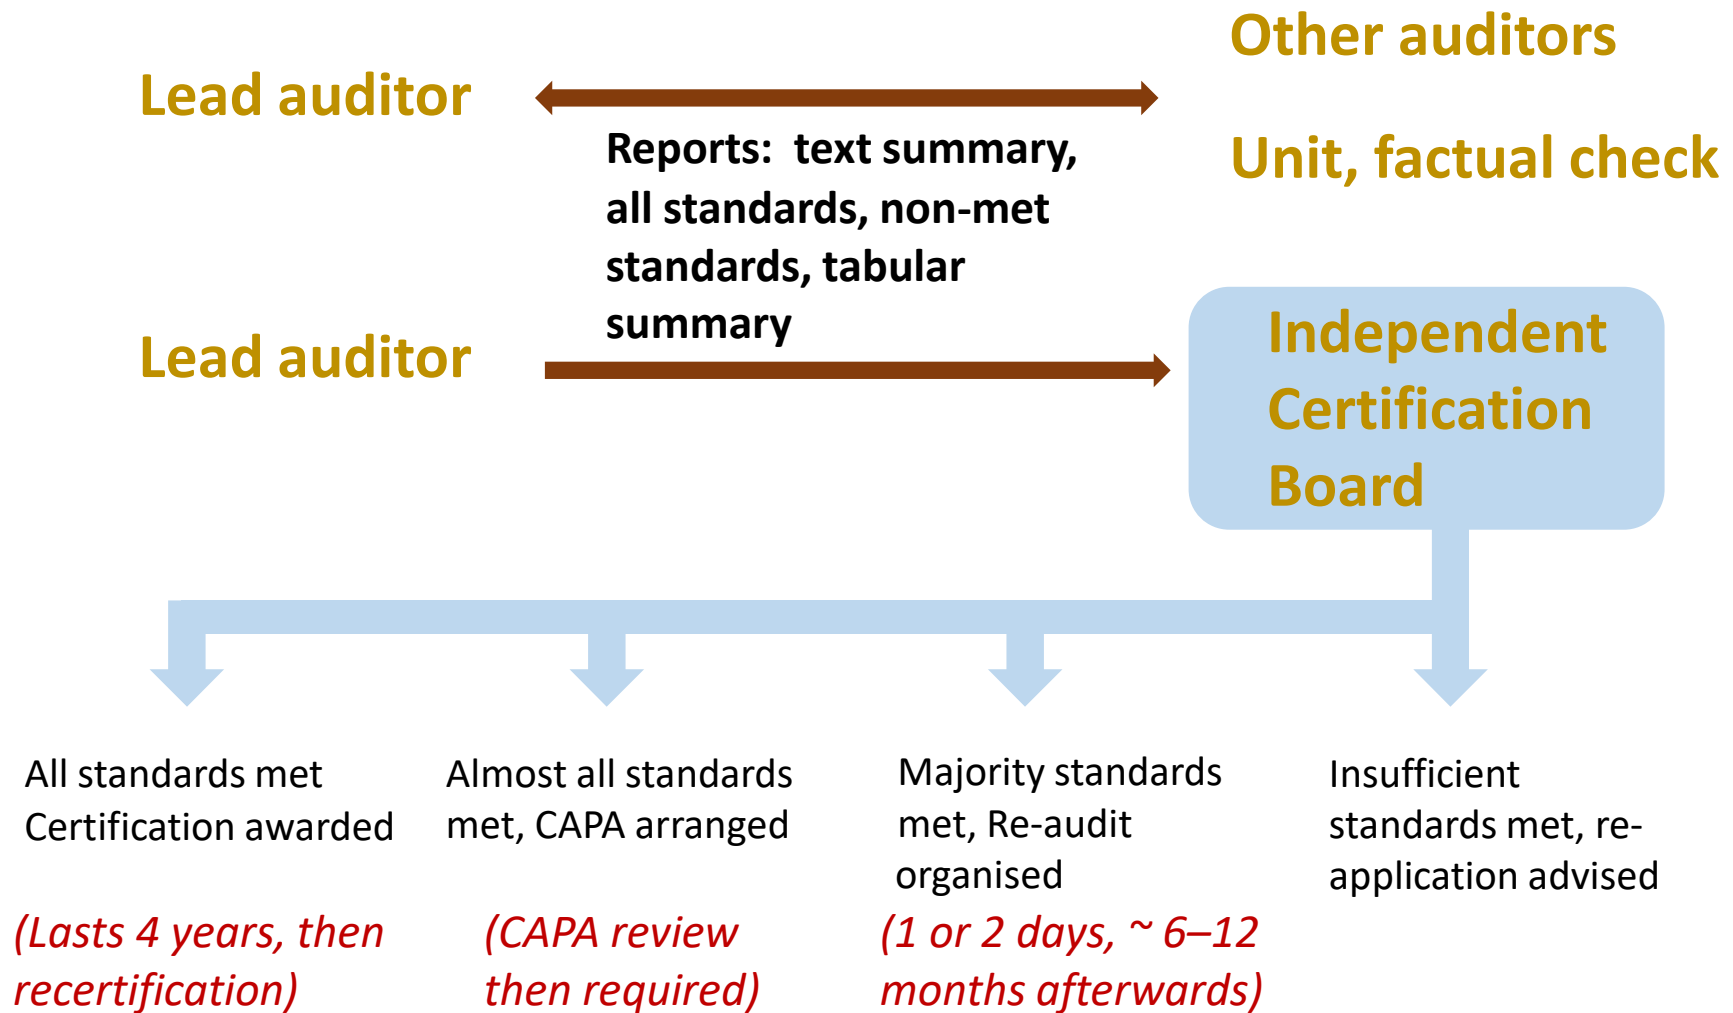 Lead auditor
Other auditors
Unit, factual check
Reports:  text summary,
all standards, non-met
standards, tabular
summary
Lead auditor
Independent
Certification
Board
All standards met
Certification awarded
(Lasts 4 years, then
recertification)
Almost all standards
met, CAPA arranged
(CAPA review
then required)
Majority standards
met, Re-audit
organised
(1 or 2 days, ~ 6–12
months afterwards)
Insufficient
standards met, re-
application advised